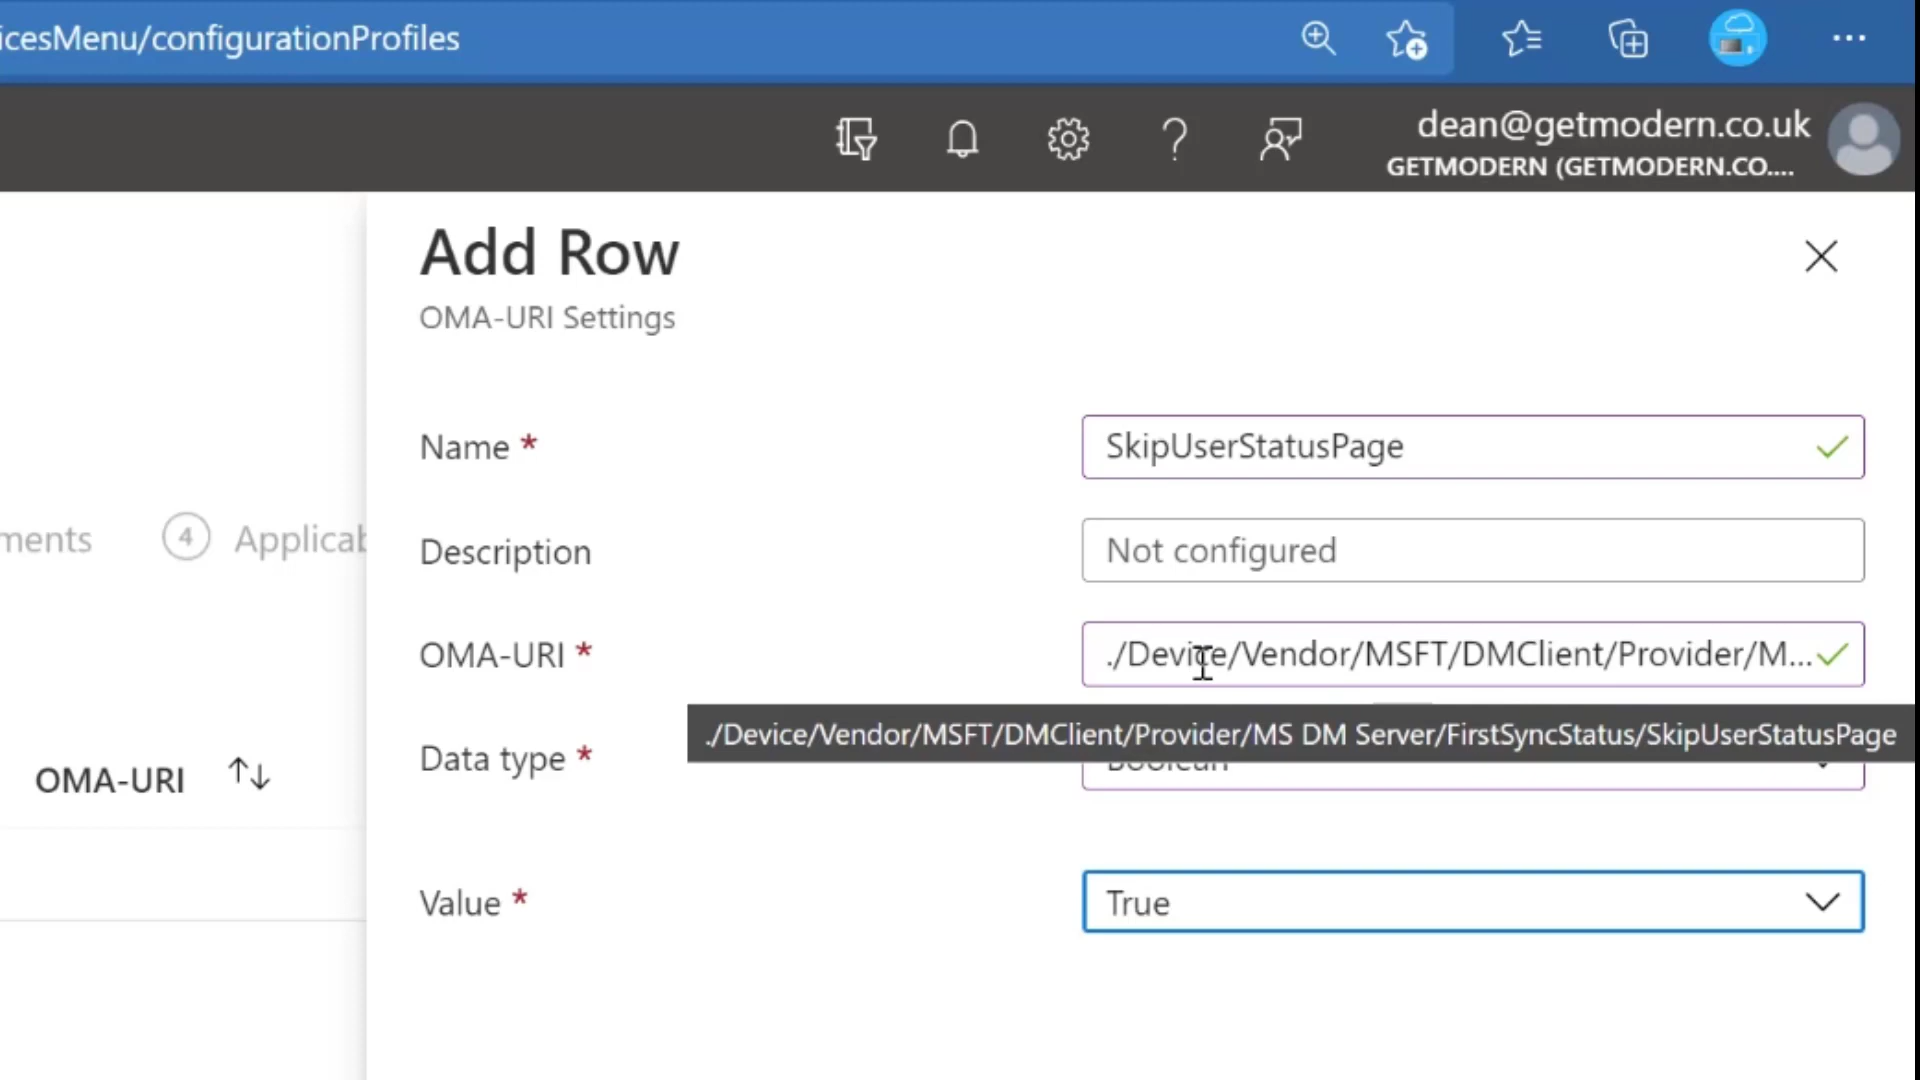 icesMenu/configurationProfiles
dean@getmodern.co.uk
GETMODERN (GETMODERN.CO....
Add Row
OMA-URI Settings
Name *
SkipUserStatusPage
ments
4
Applicab
Description
Not configured
OMA-URI *
./Device/Vendor/MSFT/DMClient/Provider/M...
./Device/Vendor/MSFT/DMClient/Provider/MS DM Server/FirstSyncStatus/SkipUserStatusPage
Data type *
Boolean
OMA-URI
Value *
True